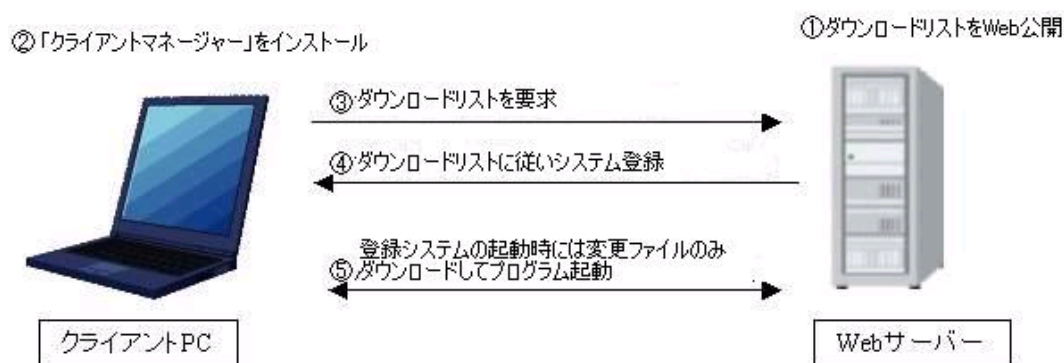 ①ダウンロードリストをWeb公開
②「クライアントマネージャー」をインストール
③ダウンロードリストを要求
④ダウンロードリストに従いシステム登録
登録システムの起動時には変更ファイルのみ
⑤ダウンロードしてプログラム起動
クライアントPC
Webサーバー